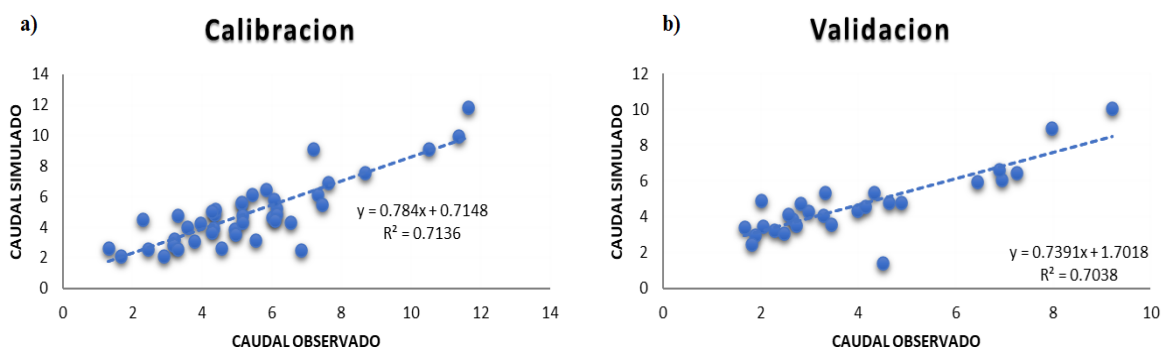 a)
Calibracion
CAUDAL SIMULADO
14
12
10
8
6
4
2
0
y = 0.784x + 0.7148
R² = 0.7136
0 2 4 6 8 10 12 14
CAUDAL OBSERVADO
b)
Validacion
CAUDAL SIMULADO
12
10
8
6
4
2
0
y = 0.7391x + 1.7018
R² = 0.7038
0 2 4 6 8 10
CAUDAL OBSERVADO